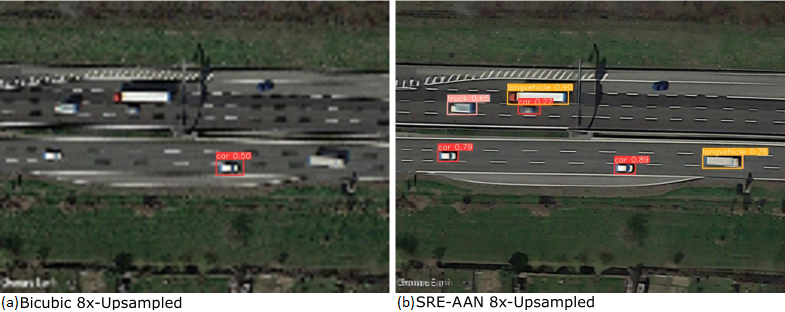 car 0.50
longvehicle 0.90
truck 0.65
car 0.77
car 0.79
car 0.89
longvehicle 0.76
(a)Bicubic 8x-Upsampled
(b)SRE-AAN 8x-Upsampled